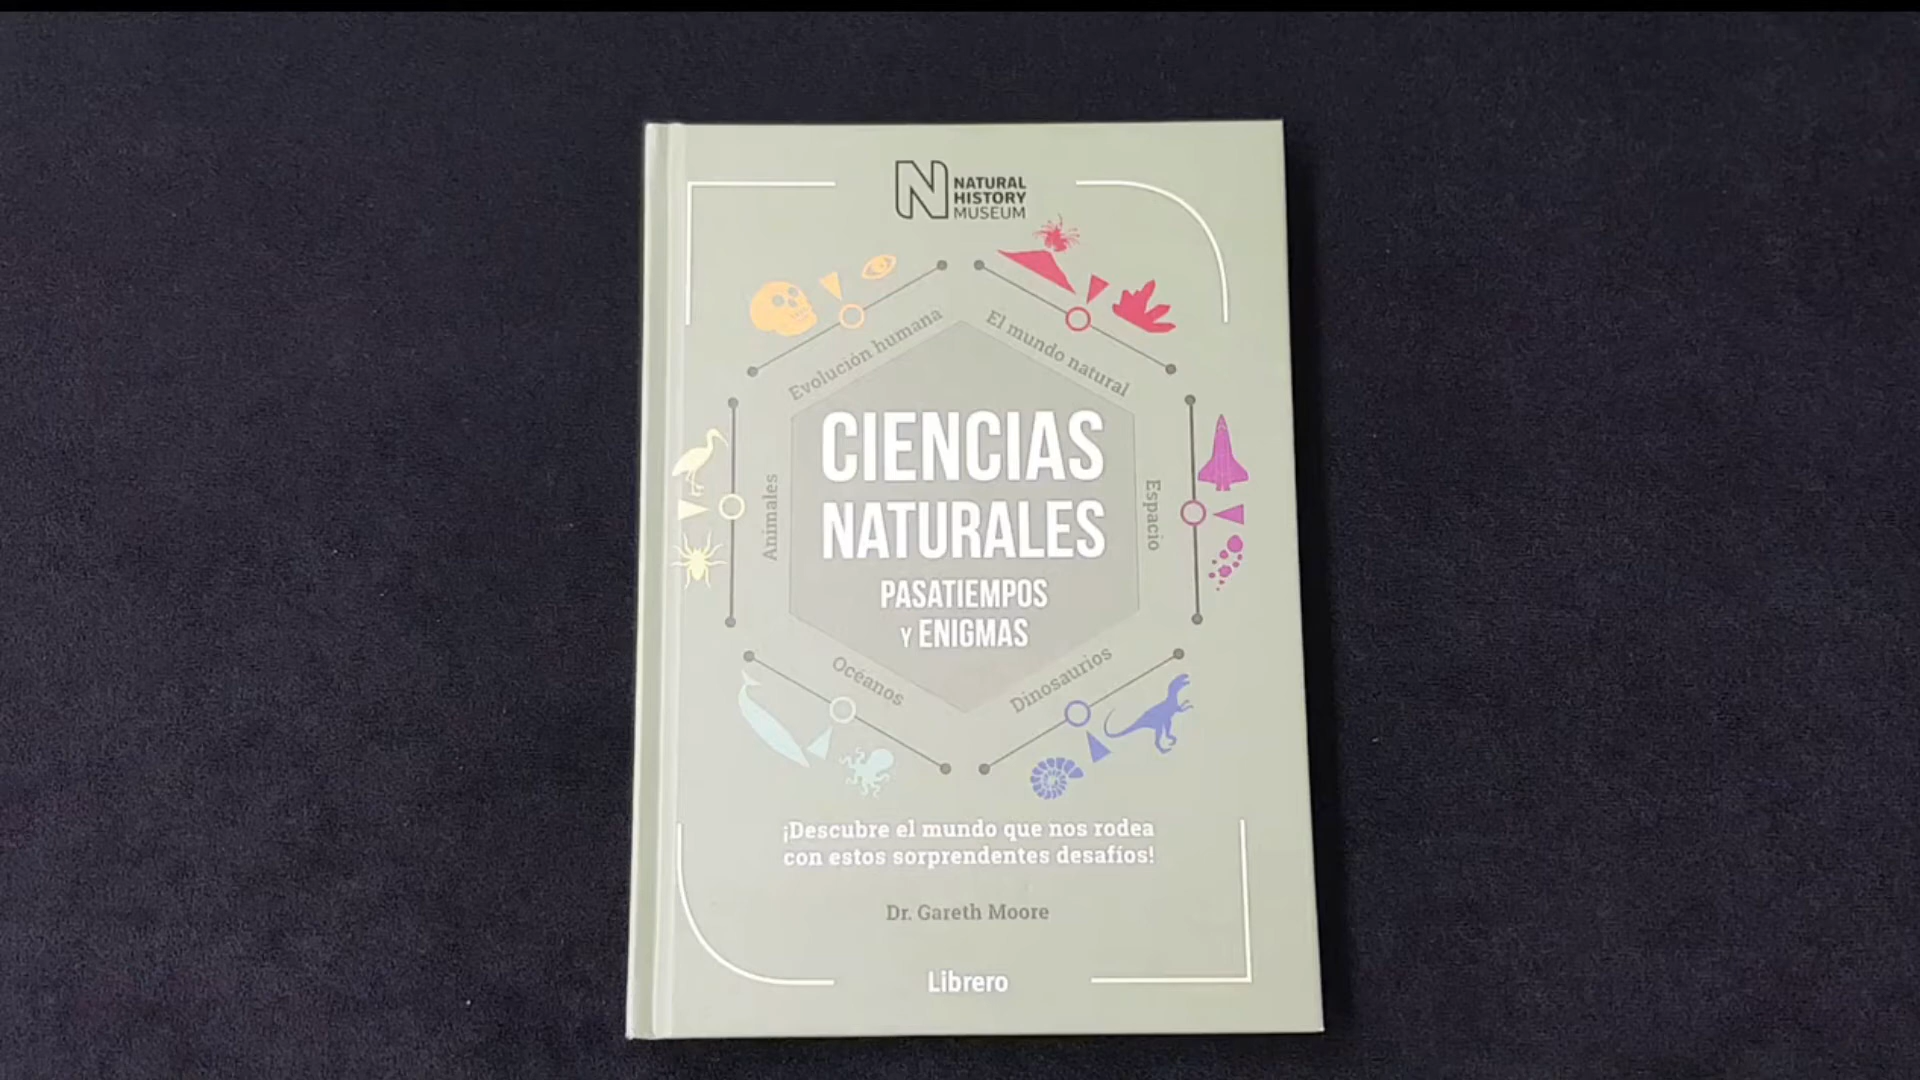 NATURAL
HISTORY
MUSEUM
Evolución humana
El mundo natural
Animales
CIENCIAS
NATURALES
PASATIEMPOS
Y ENIGMAS
Espacio
Océanos
Dinosaurios
¡Descubre el mundo que nos rodea
con estos sorprendentes desafíos!
Dr. Gareth Moore
Librero